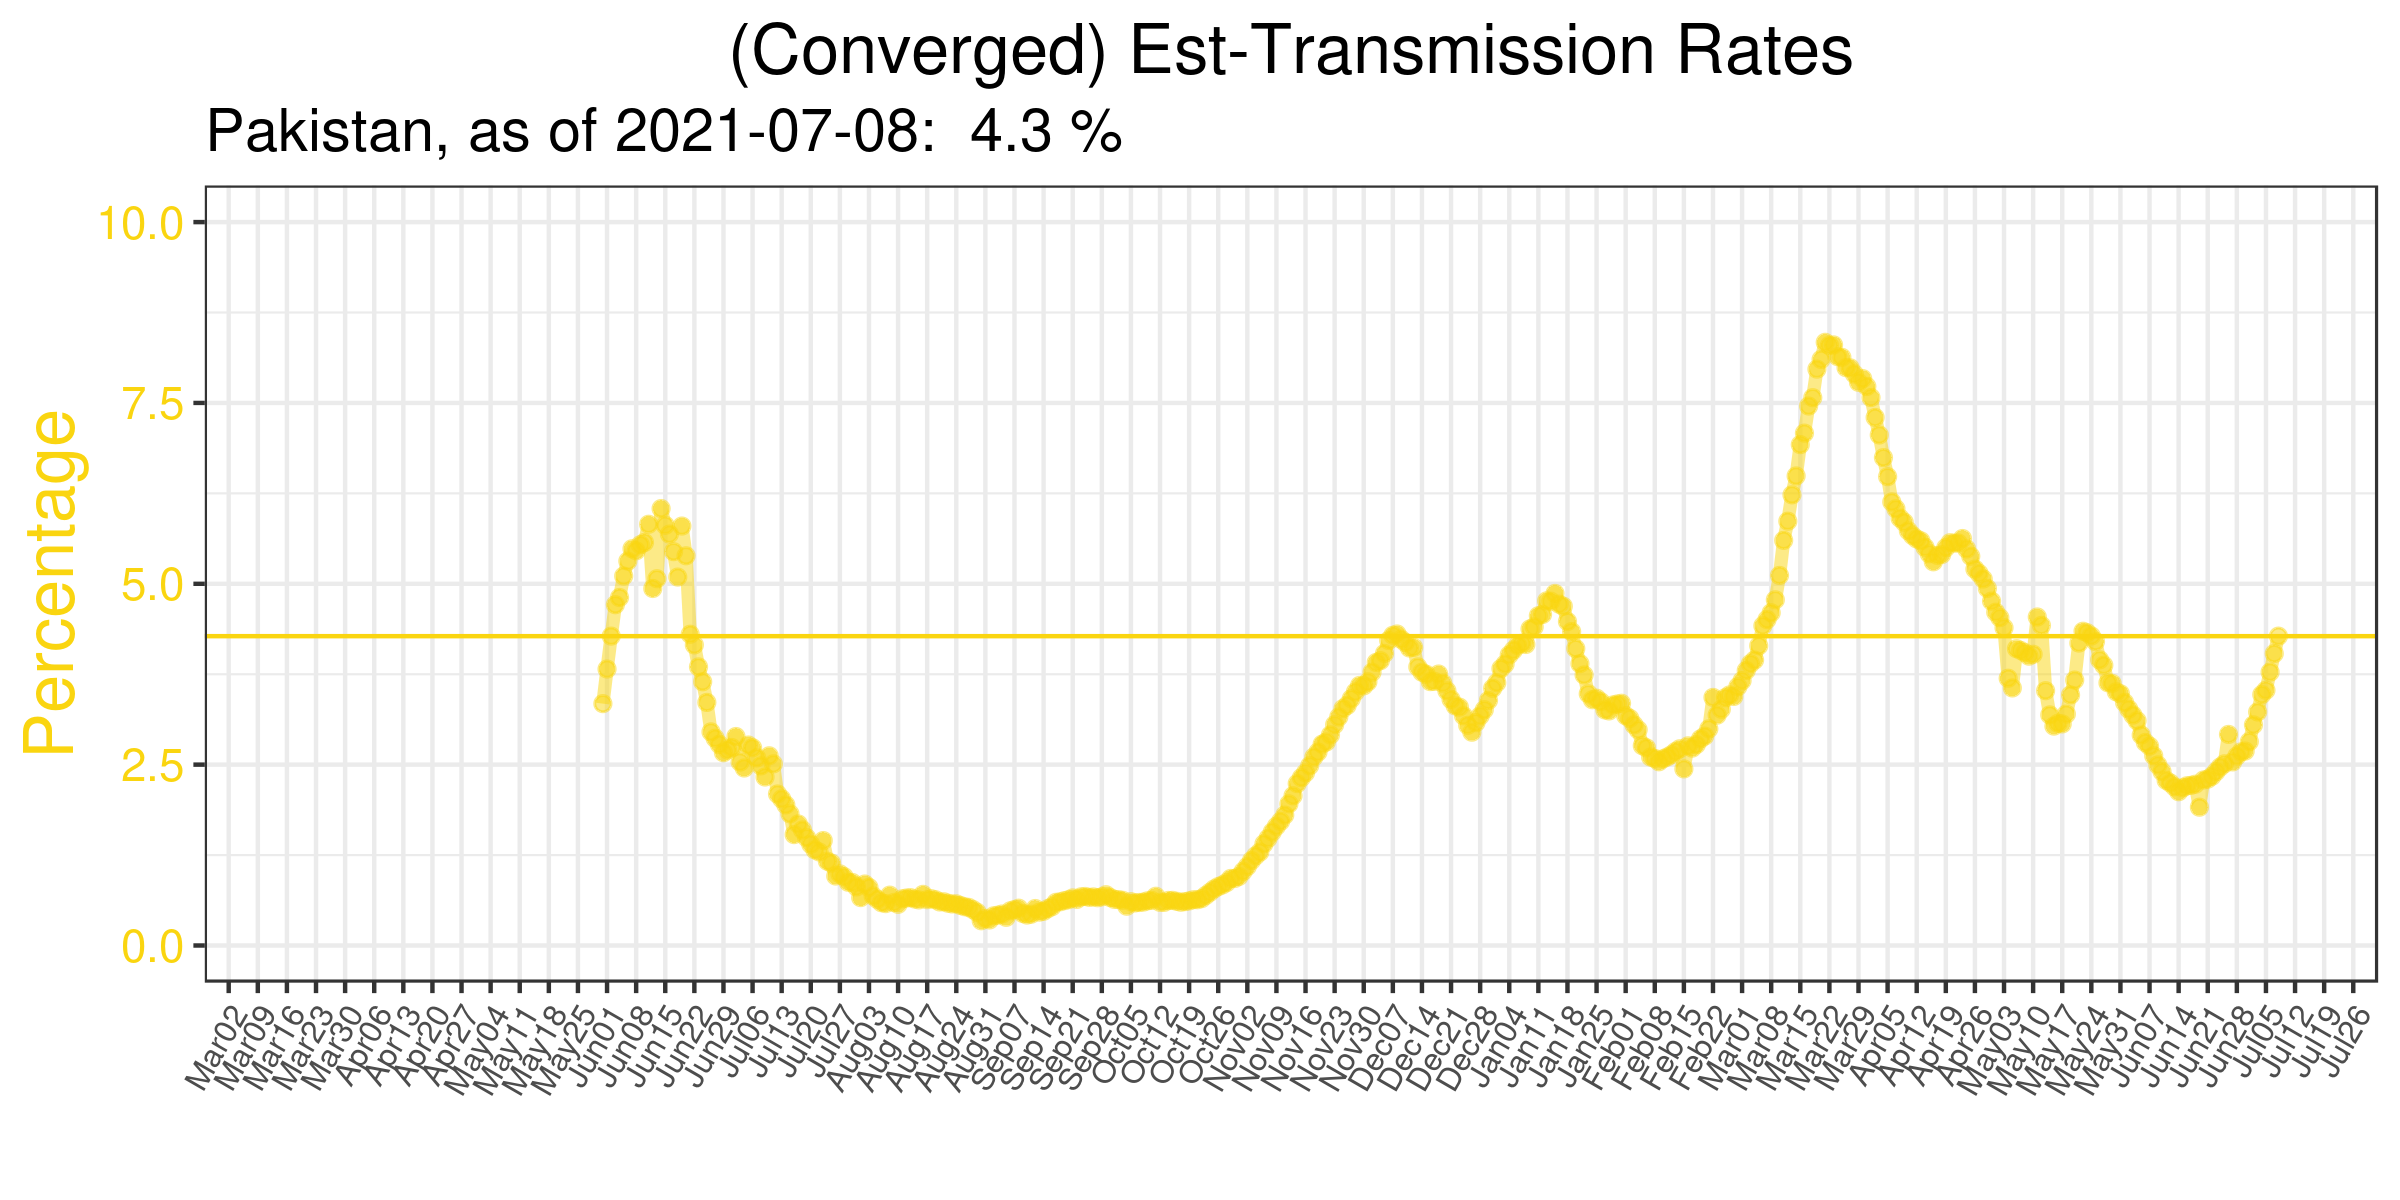 (Converged) Est-Transmission Rates
Pakistan, as of 2021-07-08:  4.3 %
Percentage
10.0
7.5
5.0
2.5
0.0
Mar02
Mar09
Mar16
Mar23
Mar30
Apr06
Apr13
Apr20
Apr27
May04
May11
May18
May25
Jun01
Jun08
Jun15
Jun22
Jun29
Jul06
Jul13
Jul20
Jul27
Aug03
Aug10
Aug17
Aug24
Aug31
Sep07
Sep14
Sep21
Sep28
Oct05
Oct12
Oct19
Oct26
Nov02
Nov09
Nov16
Nov23
Nov30
Dec07
Dec14
Dec21
Dec28
Jan04
Jan11
Jan18
Jan25
Feb01
Feb08
Feb15
Feb22
Mar01
Mar08
Mar15
Mar22
Mar29
Apr05
Apr12
Apr19
Apr26
May03
May10
May17
May24
May31
Jun07
Jun14
Jun21
Jun28
Jul05
Jul12
Jul19
Jul26